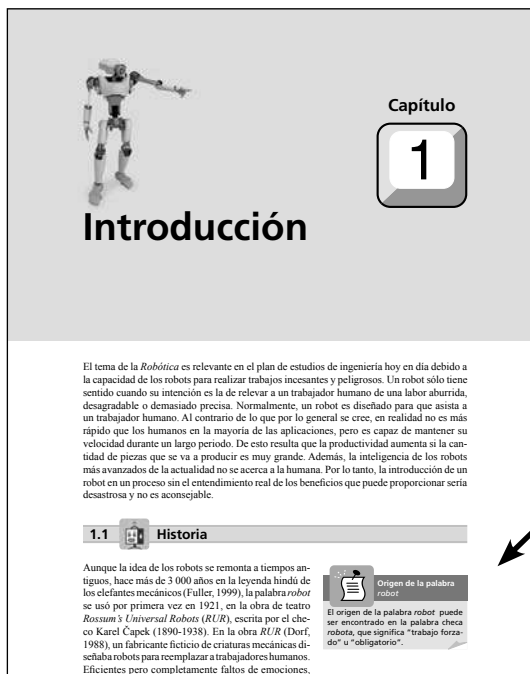 Capítulo
1
Introducción
El tema de la Robótica es relevante en el plan de estudios de ingeniería hoy en día debido a
la capacidad de los robots para realizar trabajos incesantes y peligrosos. Un robot sólo tiene
sentido cuando su intención es la de relevar a un trabajador humano de una labor aburrida,
desagradable o demasiado precisa. Normalmente, un robot es diseñado para que asista a
un trabajador humano. Al contrario de lo que por lo general se cree, en realidad no es más
rápido que los humanos en la mayoría de las aplicaciones, pero es capaz de mantener su
velocidad durante un largo periodo. De esto resulta que la productividad aumenta si la can-
tidad de piezas que se va a producir es muy grande. Además, la inteligencia de los robots
más avanzados de la actualidad no se acerca a la humana. Por lo tanto, la introducción de un
robot en un proceso sin el entendimiento real de los beneficios que puede proporcionar sería
desastrosa y no es aconsejable.
1.1 Historia
Aunque la idea de los robots se remonta a tiempos an-
tiguos, hace más de 3 000 años en la leyenda hindú de
los elefantes mecánicos (Fuller, 1999), la palabra robot
se usó por primera vez en 1921, en la obra de teatro
Rossum's Universal Robots (RUR), escrita por el che-
co Karel Čapek (1890-1938). En la obra RUR (Dorf,
1988), un fabricante ficticio de criaturas mecánicas di-
señaba robots para reemplazar a trabajadores humanos.
Eficientes pero completamente faltos de emociones,
Origen de la palabra
robot
El origen de la palabra robot puede
ser encontrado en la palabra checa
robota, que significa “trabajo forza-
do” u “obligatorio”.